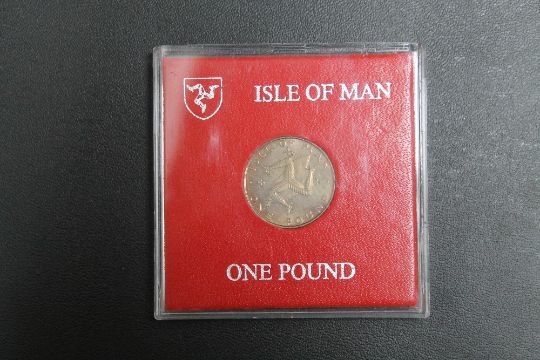 ISLE OF MAN
ONE POUND